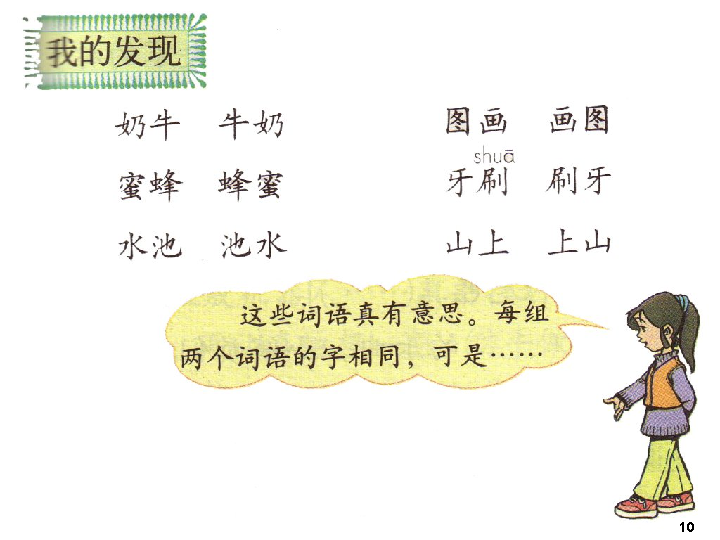 我的发现
奶牛 牛奶 图画 画图
shuā
蜜蜂 蜂蜜 牙刷 刷牙
水池 池水 山上 上山
这些词语真有意思。每组
两个词语的字相同，可是……
10